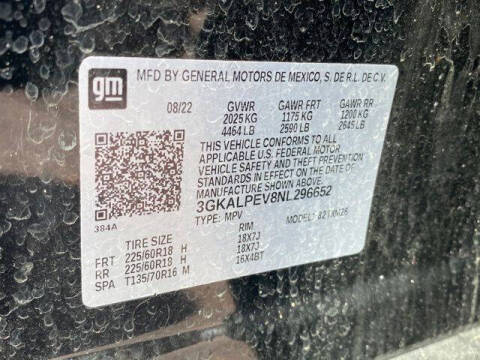 gm
MFD BY GENERAL MOTORS DE MEXICO, S. DE R.L. DE C.V.
08/22 GVWR GAWR FRT GAWR RR
2025 KG 1175 KG 1200 KG
4464 LB 2590 LB 2645 LB
THIS VEHICLE CONFORMS TO ALL
APPLICABLE U.S. FEDERAL MOTOR
VEHICLE SAFETY AND THEFT PREVENTION
STANDARDS IN EFFECT ON THE DATE OF
MANUFACTURE SHOWN ABOVE.
3GKALPEV8NL296652
384A
TYPE: MPV MODEL:
TIRE SIZE RIM
FRT 225/60R18 H 18X7J
RR 225/60R18 H 18X7J
SPA T135/70R16 M 16X4BT